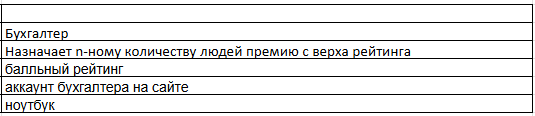 Бухгалтер
Назначает n-ному количеству людей премию с верха рейтинга
балльный рейтинг
аккаунт бухгалтера на сайте
ноутбук